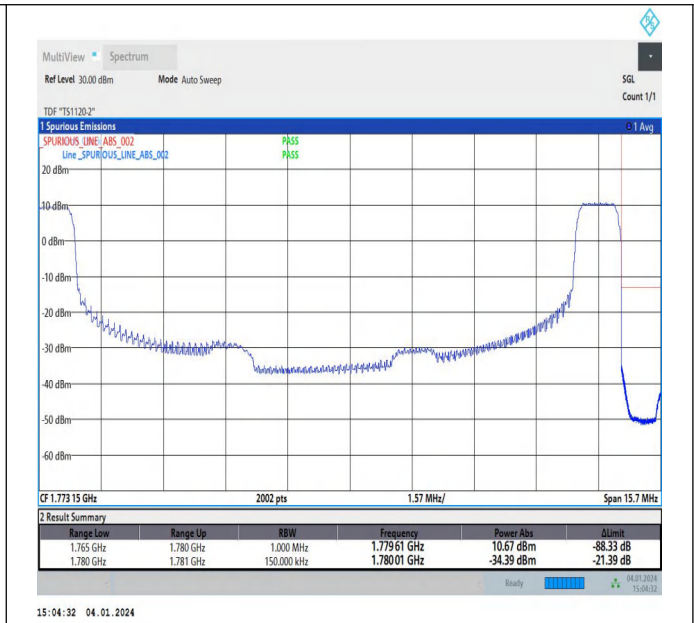 R S
MultiView Spectrum
Ref Level 30.00 dBm Mode Auto Sweep SGL
Count 1/1
TDF "TS1120-2"
1 Spurious Emissions 1 Avg
_SPURIOUS_LINE_ABS_002 PASS
Line _SPURIOUS_LINE_ABS_002 PASS
20 dBm
10 dBm
0 dBm
-10 dBm
-20 dBm
-30 dBm
-40 dBm
-50 dBm
-60 dBm
CF 1.77315 GHz 2002 pts 1.57 MHz/ Span 15.7 MHz
2 Result Summary
Range Low Range Up RBW Frequency Power Abs ΔLimit
1.765 GHz 1.780 GHz 1.000 MHz 1.77961 GHz 10.67 dBm -88.33 dB
1.780 GHz 1.781 GHz 150.000 kHz 1.78001 GHz -34.39 dBm -21.39 dB
Ready 04.01.2024
15:04:32
15:04:32 04.01.2024